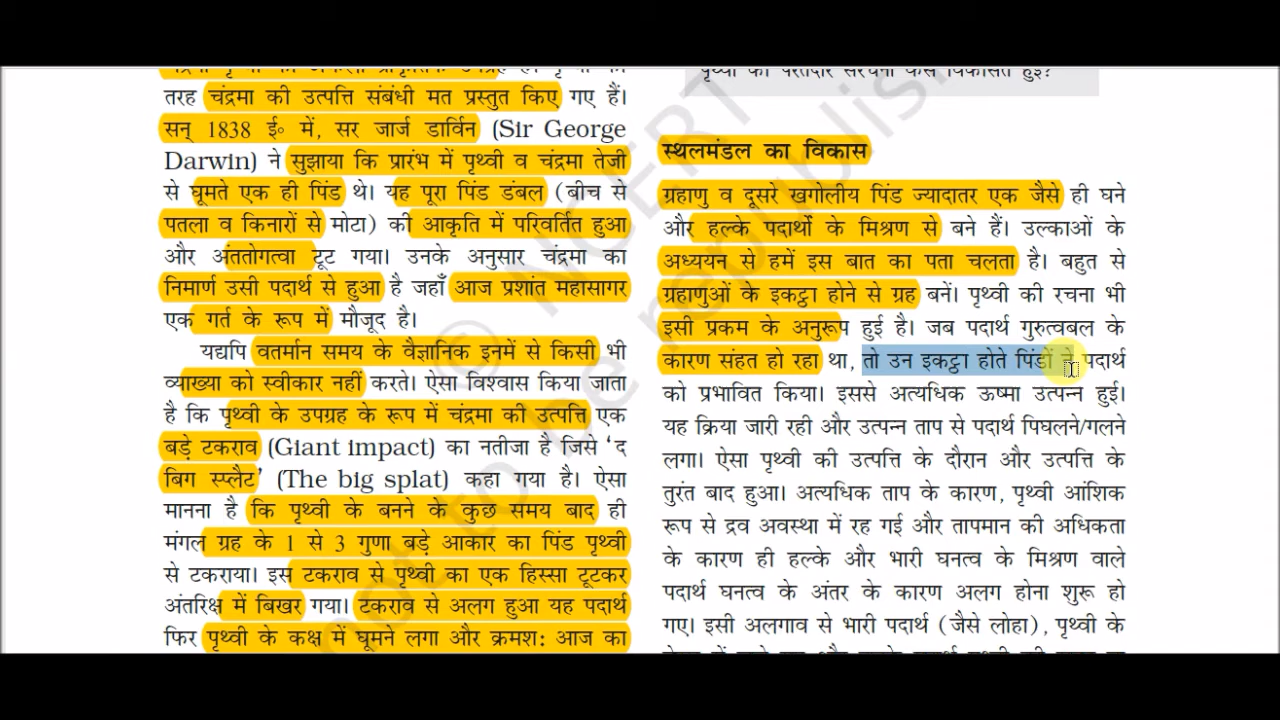 तरह चंद्रमा की उत्पत्ति संबंधी मत प्रस्तुत किए गए हैं।
सन् 1838 ई॰ में, सर जार्ज डार्विन (Sir George
Darwin) ने सुझाया कि प्रारंभ में पृथ्वी व चंद्रमा तेजी
से घूमते एक ही पिंड थे। यह पूरा पिंड डंबल (बीच से
पतला व किनारों से मोटा) की आकृति में परिवर्तित हुआ
और अंततोगत्वा टूट गया। उनके अनुसार चंद्रमा का
निमार्ण उसी पदार्थ से हुआ है जहाँ आज प्रशांत महासागर
एक गर्त के रूप में मौजूद है।
यद्यपि वतर्मान समय के वैज्ञानिक इनमें से किसी भी
व्याख्या को स्वीकार नहीं करते। ऐसा विश्वास किया जाता
है कि पृथ्वी के उपग्रह के रूप में चंद्रमा की उत्पत्ति एक
बड़े टकराव (Giant impact) का नतीजा है जिसे ‘द
बिग स्प्लैट’ (The big splat) कहा गया है। ऐसा
मानना है कि पृथ्वी के बनने के कुछ समय बाद ही
मंगल ग्रह के 1 से 3 गुणा बड़े आकार का पिंड पृथ्वी
से टकराया। इस टकराव से पृथ्वी का एक हिस्सा टूटकर
अंतरिक्ष में बिखर गया। टकराव से अलग हुआ यह पदार्थ
फिर पृथ्वी के कक्ष में घूमने लगा और क्रमश: आज का
पृथ्वी की परतदार संरचना कैसे विकसित हुई?
स्थलमंडल का विकास
ग्रहाणु व दूसरे खगोलीय पिंड ज्यादातर एक जैसे ही घने
और हल्के पदार्थो के मिश्रण से बने हैं। उल्काओं के
अध्ययन से हमें इस बात का पता चलता है। बहुत से
ग्रहाणुओं के इकट्ठा होने से ग्रह बनें। पृथ्वी की रचना भी
इसी प्रकम के अनुरूप हुई है। जब पदार्थ गुरुत्वबल के
कारण संहत हो रहा था, तो उन इकट्ठा होते पिंडों ने पदार्थ
को प्रभावित किया। इससे अत्यधिक ऊष्मा उत्पन्न हुई।
यह क्रिया जारी रही और उत्पन्न ताप से पदार्थ पिघलने/गलने
लगा। ऐसा पृथ्वी की उत्पत्ति के दौरान और उत्पत्ति के
तुरंत बाद हुआ। अत्यधिक ताप के कारण, पृथ्वी आंशिक
रूप से द्रव अवस्था में रह गई और तापमान की अधिकता
के कारण ही हल्के और भारी घनत्व के मिश्रण वाले
पदार्थ घनत्व के अंतर के कारण अलग होना शुरू हो
गए। इसी अलगाव से भारी पदार्थ (जैसे लोहा), पृथ्वी के
© NCERT
not to be republish